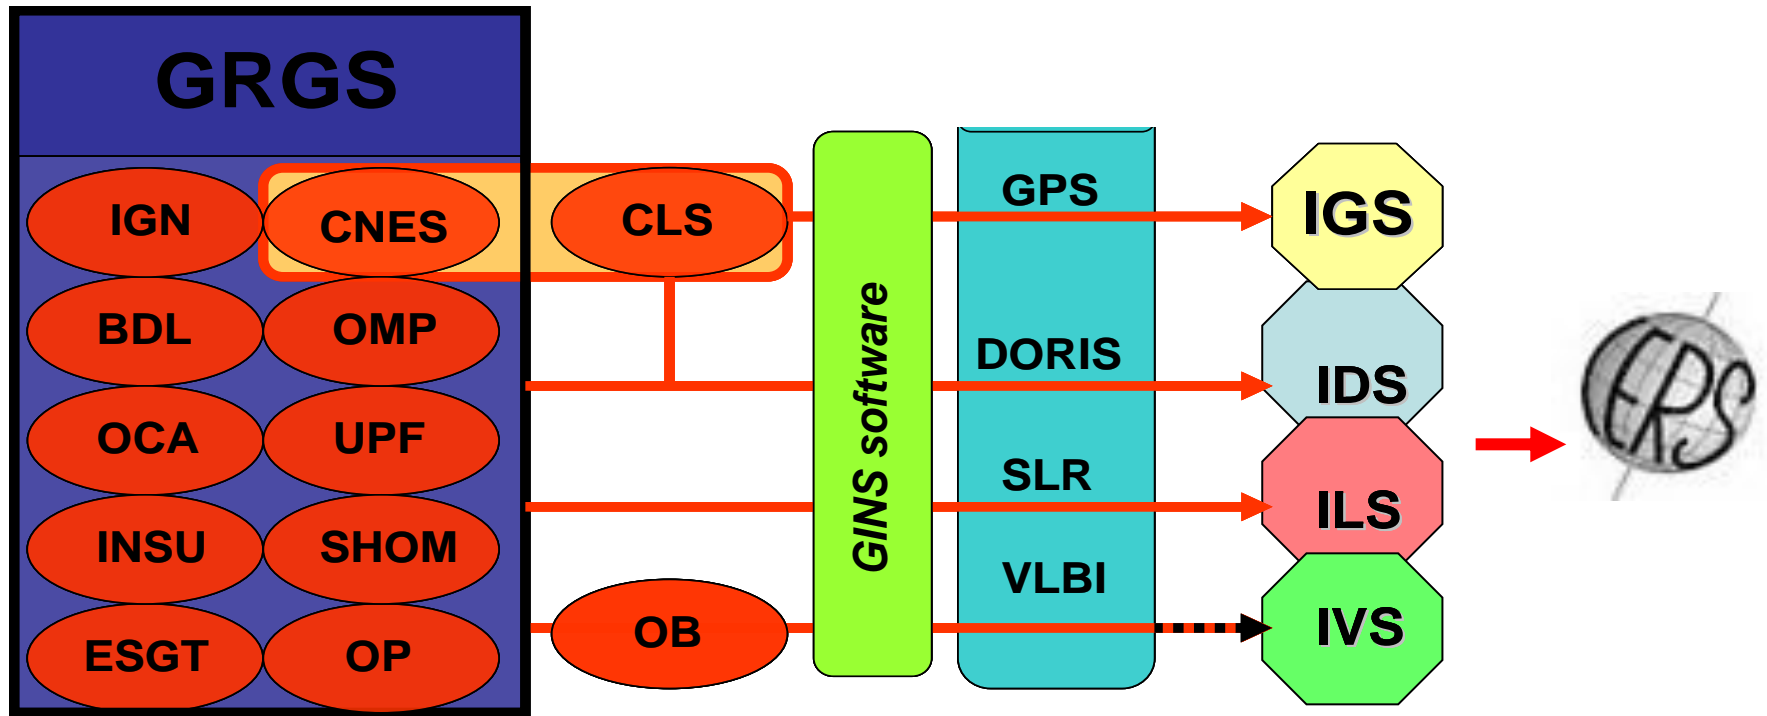 GRGS
IGN
CNES
CLS
BDL
OMP
OCA
UPF
INSU
SHOM
ESGT
OP
OB
GINS software
GPS
DORIS
SLR
VLBI
IGS
IDS
ILS
IVS
IERS